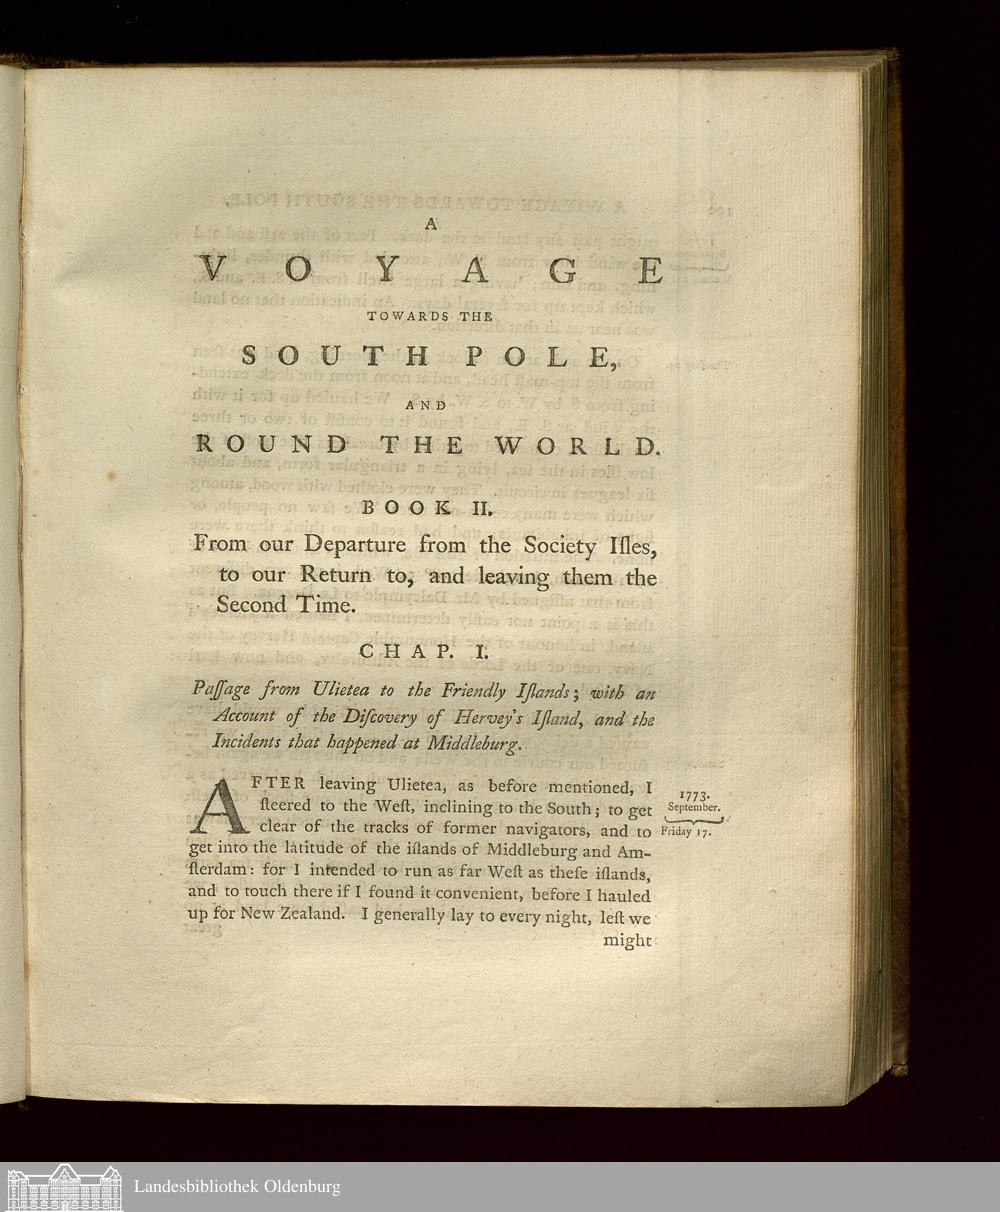 A
VOYAGE
TOWARDS THE
SOUTH POLE,
AND
ROUND THE WORLD.
BOOK II.
From our Departure from the Society Iſles,
to our Return to, and leaving them the
Second Time.
CHAP. I.
Paſſage from Ulietea to the Friendly Iſlands; with an
Account of the Diſcovery of Hervey's Iſland, and the
Incidents that happened at Middleburg.
AFTER leaving Ulietea, as before mentioned, I
ſteered to the Weſt, inclining to the South; to get
clear of the tracks of former navigators, and to
get into the latitude of the iſlands of Middleburg and Am-
ſterdam: for I intended to run as far Weſt as theſe iſlands,
and to touch there if I found it convenient, before I hauled
up for New Zealand. I generally lay to every night, leſt we
might
1773.
September.
Friday 17.
Landesbibliothek Oldenburg